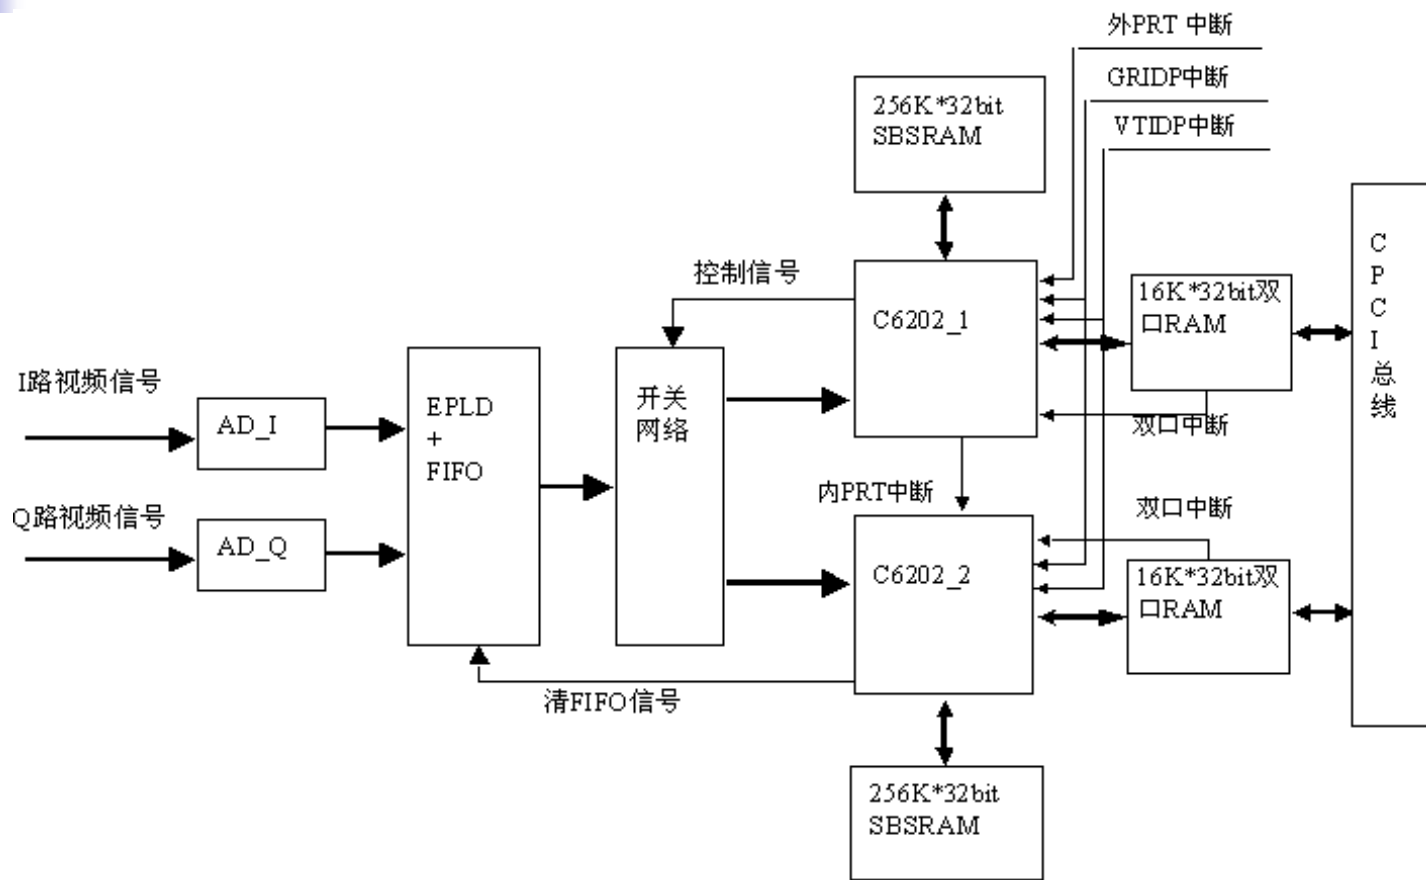 外PRT 中断
GRIDP中断
VTIDP中断
256K*32bit
SBSRAM
控制信号
C6202_1
16K*32bit双
口RAM
C
P
C
I
总
线
I路视频信号
AD_I
EPLD
+
FIFO
开关
网络
双口中断
内PRT中断
双口中断
Q路视频信号
AD_Q
C6202_2
16K*32bit双
口RAM
清FIFO信号
256K*32bit
SBSRAM